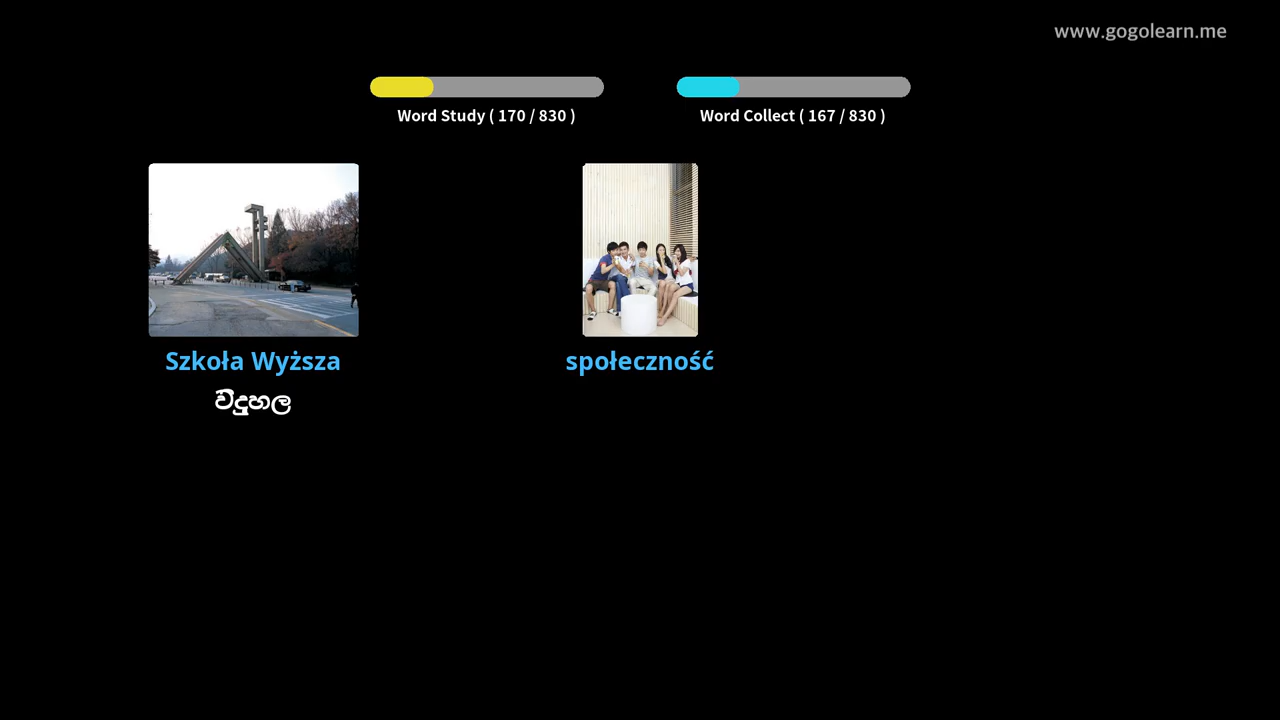 www.gogolearn.me
Word Study ( 170 / 830 )
Word Collect ( 167 / 830 )
Szkoła Wyższa
społeczność
විදුහල